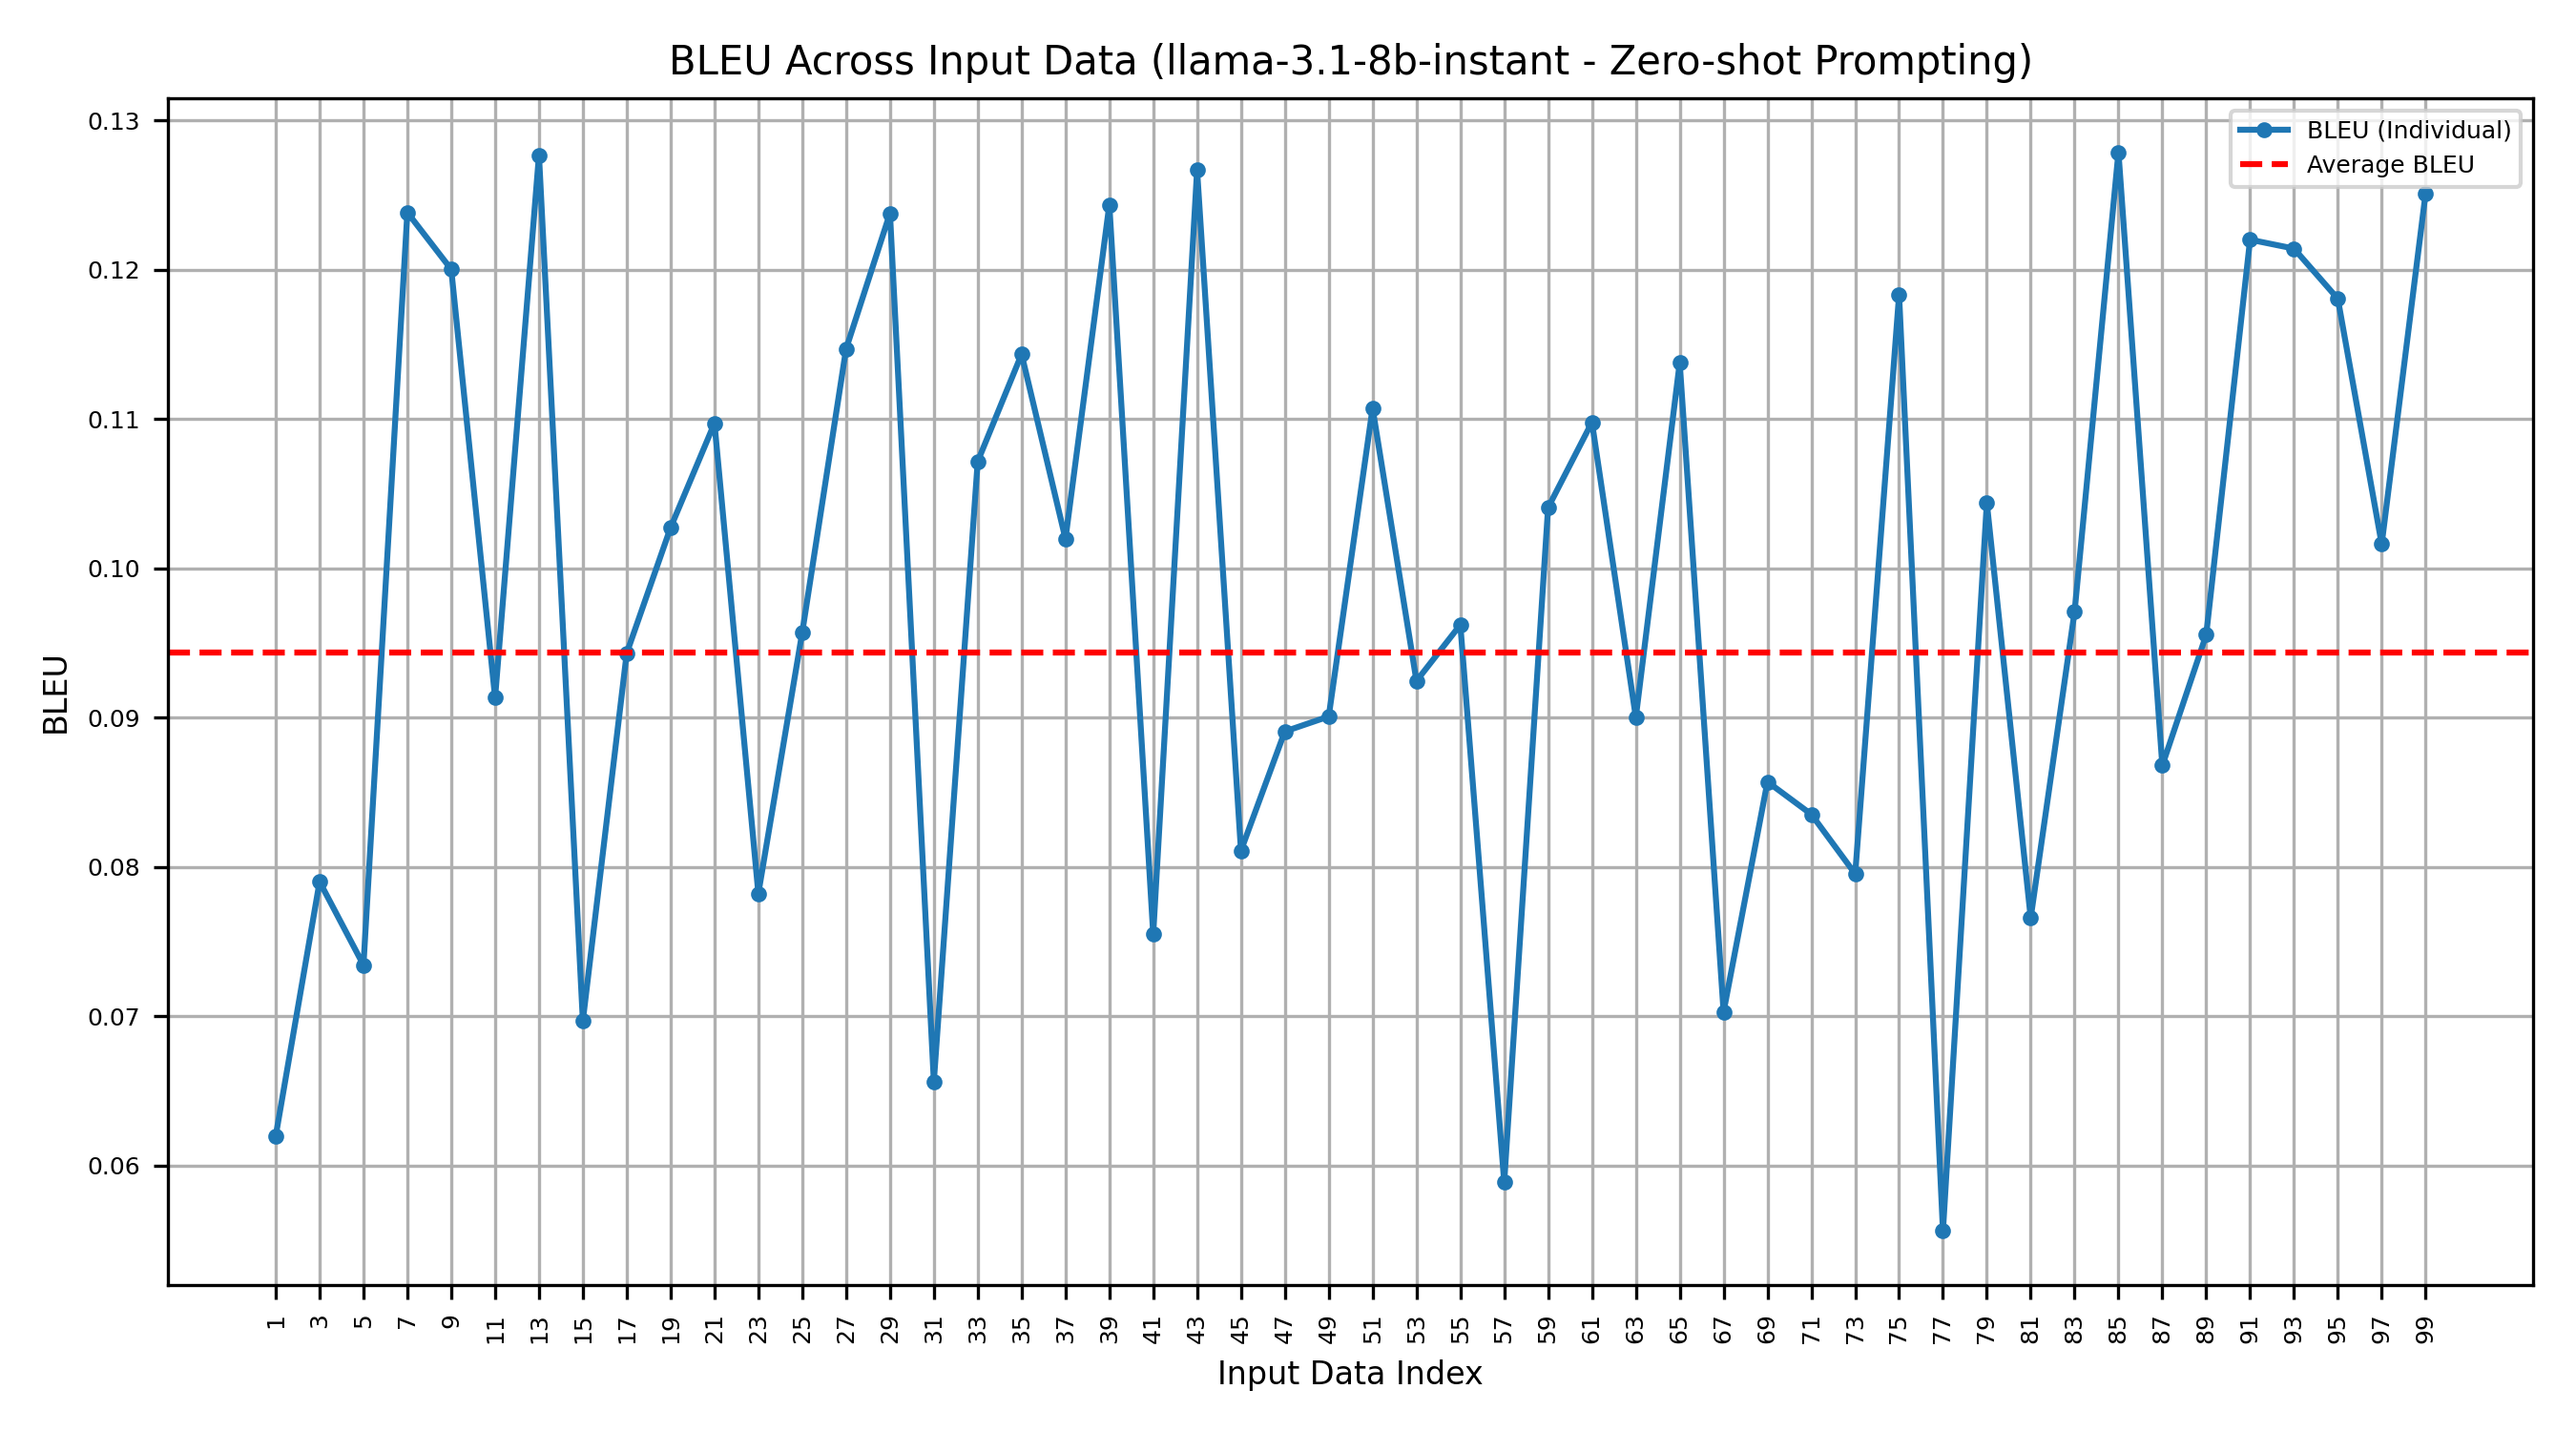 BLEU Across Input Data (llama-3.1-8b-instant - Zero-shot Prompting)
BLEU (Individual)
Average BLEU
0.13
0.12
0.11
0.10
0.09
0.08
0.07
0.06
BLEU
1 3 5 7 9 11 13 15 17 19 21 23 25 27 29 31 33 35 37 39 41 43 45 47 49 51 53 55 57 59 61 63 65 67 69 71 73 75 77 79 81 83 85 87 89 91 93 95 97 99
Input Data Index